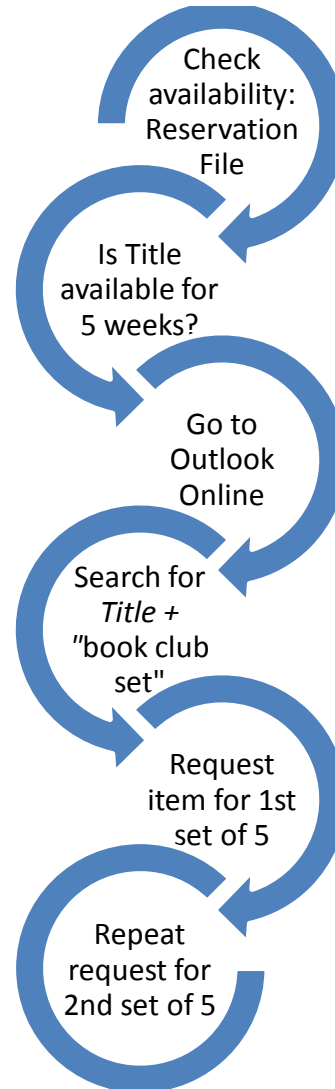 Check
availability:
Reservation
File
Is Title
available for
5 weeks?
Go to
Outlook
Online
Search for
Title +
"book club
set"
Request
item for 1st
set of 5
Repeat
request for
2nd set of 5